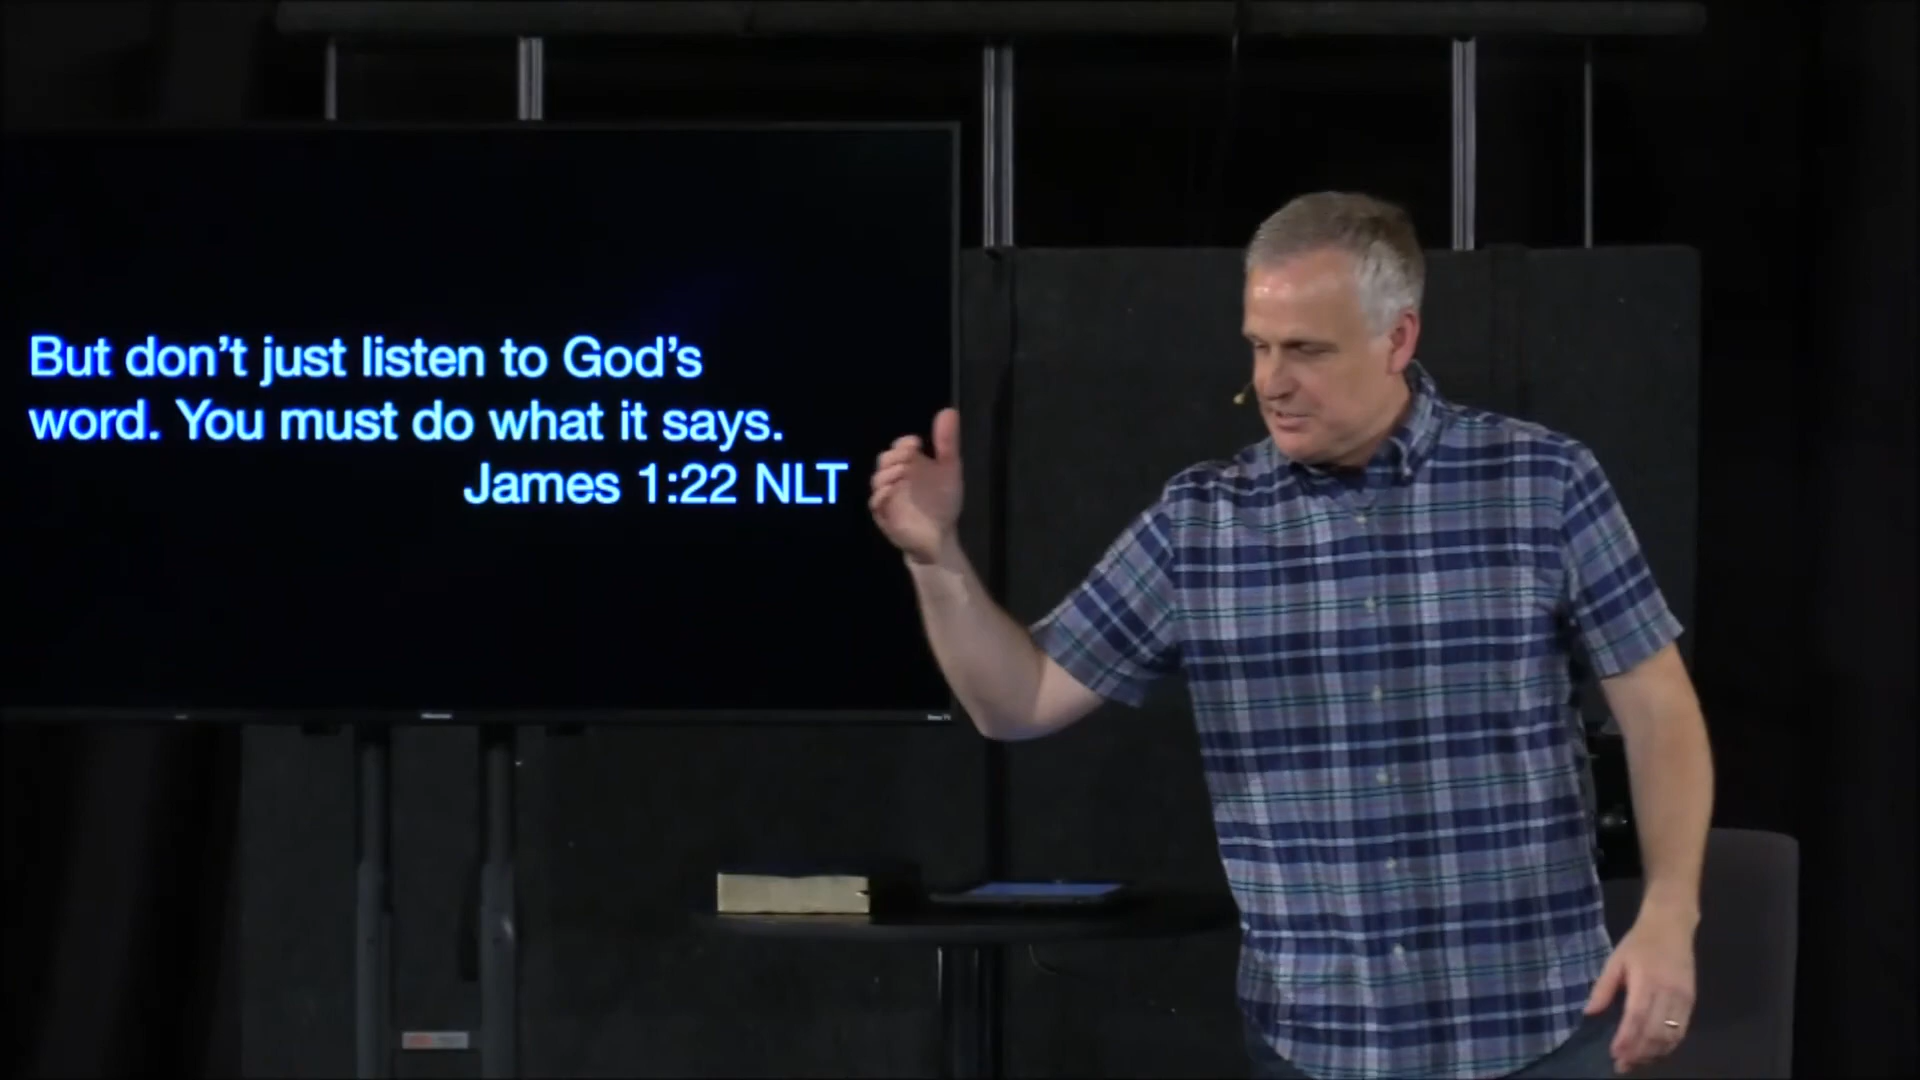 But don’t just listen to God’s
word. You must do what it says.
James 1:22 NLT